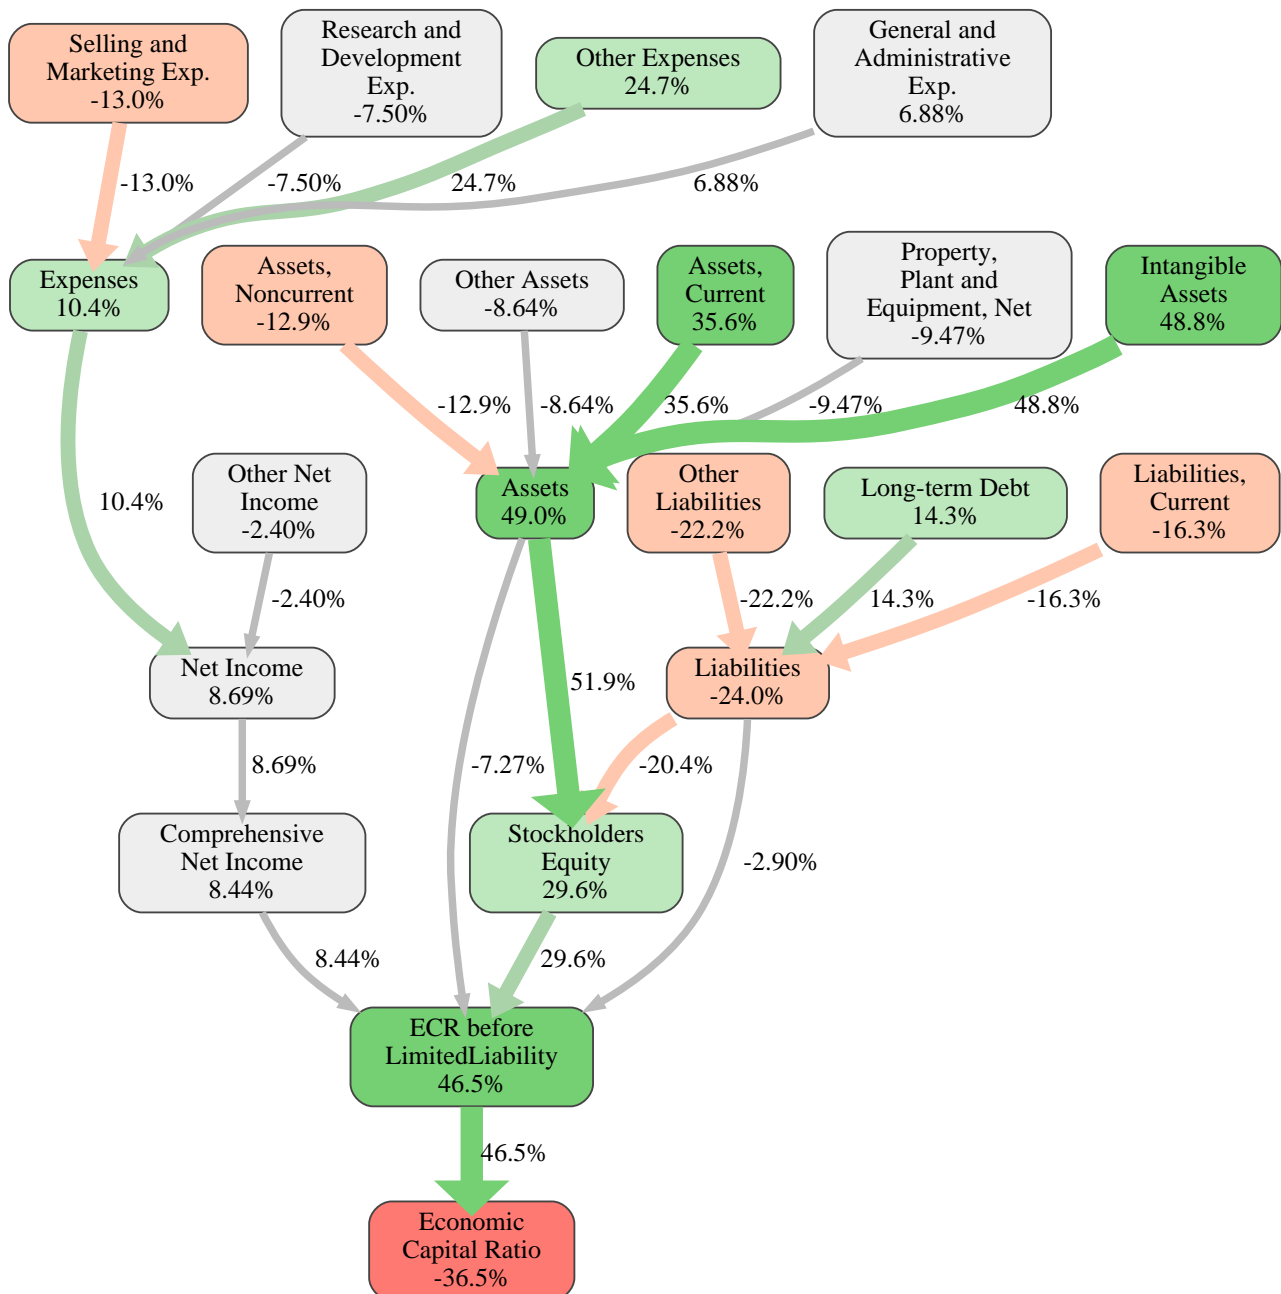 Selling and
Marketing Exp.
-13.0%
Research and
Development
Exp.
-7.50%
Other Expenses
24.7%
General and
Administrative
Exp.
6.88%
-13.0%
-7.50%
24.7%
6.88%
Expenses
10.4%
Assets,
Noncurrent
-12.9%
Other Assets
-8.64%
Assets,
Current
35.6%
Property,
Plant and
Equipment, Net
-9.47%
Intangible
Assets
48.8%
-12.9%
-8.64%
35.6%
-9.47%
48.8%
10.4%
Other Net
Income
-2.40%
Assets
49.0%
Other
Liabilities
-22.2%
Long-term Debt
14.3%
Liabilities,
Current
-16.3%
-2.40%
-22.2%
14.3%
-16.3%
Net Income
8.69%
51.9%
Liabilities
-24.0%
8.69%
-7.27%
-20.4%
Comprehensive
Net Income
8.44%
Stockholders
Equity
29.6%
-2.90%
8.44%
29.6%
ECR before
LimitedLiability
46.5%
46.5%
Economic
Capital Ratio
-36.5%